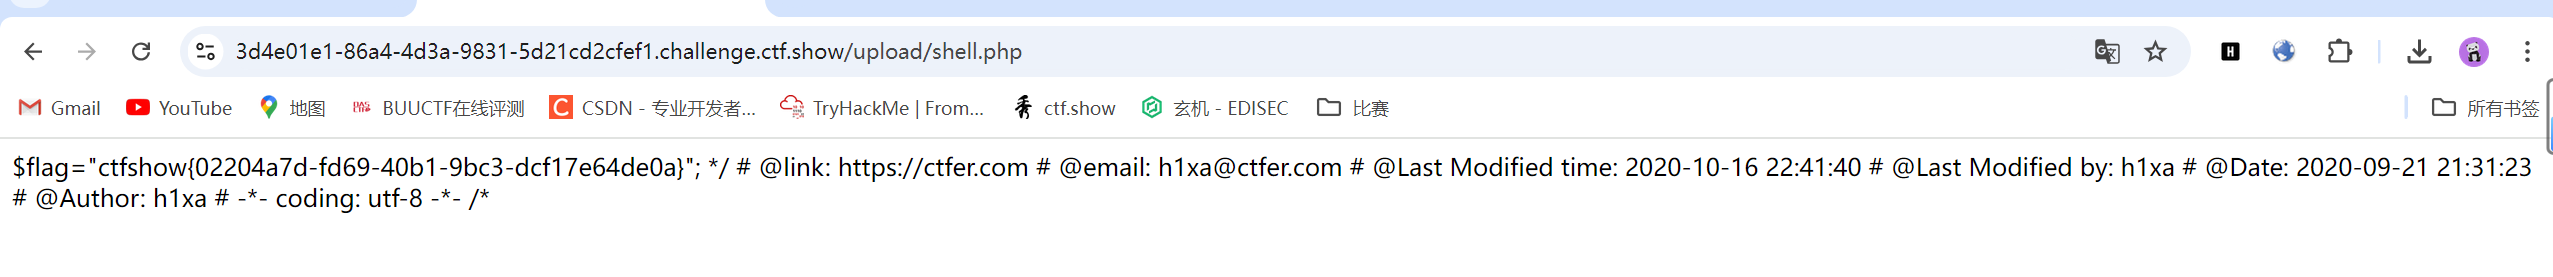 3d4e01e1-86a4-4d3a-9831-5d21cd2cfef1.challenge.ctf.show/upload/shell.php
Gmail YouTube 地图 BUUCTF在线评测 CSDN - 专业开发者... TryHackMe | From... ctf.show 玄机 - EDISEC 比赛 所有书签
$flag="ctfshow{02204a7d-fd69-40b1-9bc3-dcf17e64de0a}"; */ # @link: https://ctfer.com # @email: h1xa@ctfer.com # @Last Modified time: 2020-10-16 22:41:40 # @Last Modified by: h1xa # @Date: 2020-09-21 21:31:23
# @Author: h1xa # -*- coding: utf-8 -*- /*